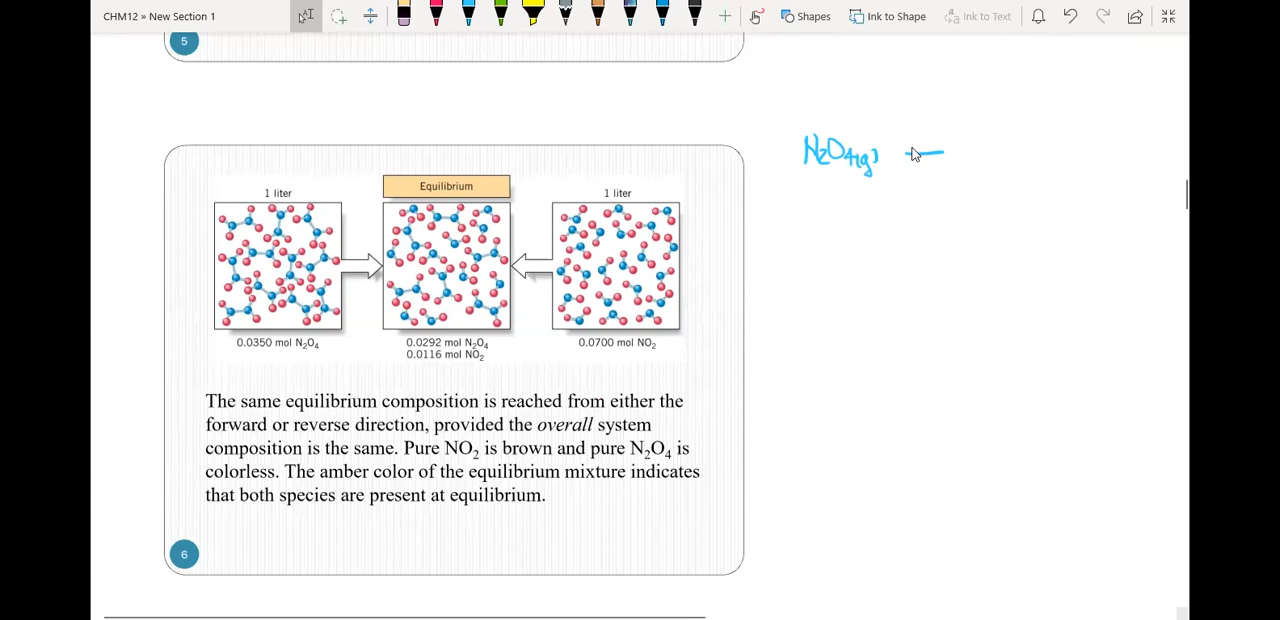 CHM12 » New Section 1
Shapes
Ink to Shape
Ink to Text
5
N₂O₄(g)
Equilibrium
1 liter
1 liter
0.0350 mol N₂O₄
0.0292 mol N₂O₄
0.0116 mol NO₂
0.0700 mol NO₂
The same equilibrium composition is reached from either the
forward or reverse direction, provided the overall system
composition is the same. Pure NO₂ is brown and pure N₂O₄ is
colorless. The amber color of the equilibrium mixture indicates
that both species are present at equilibrium.
6